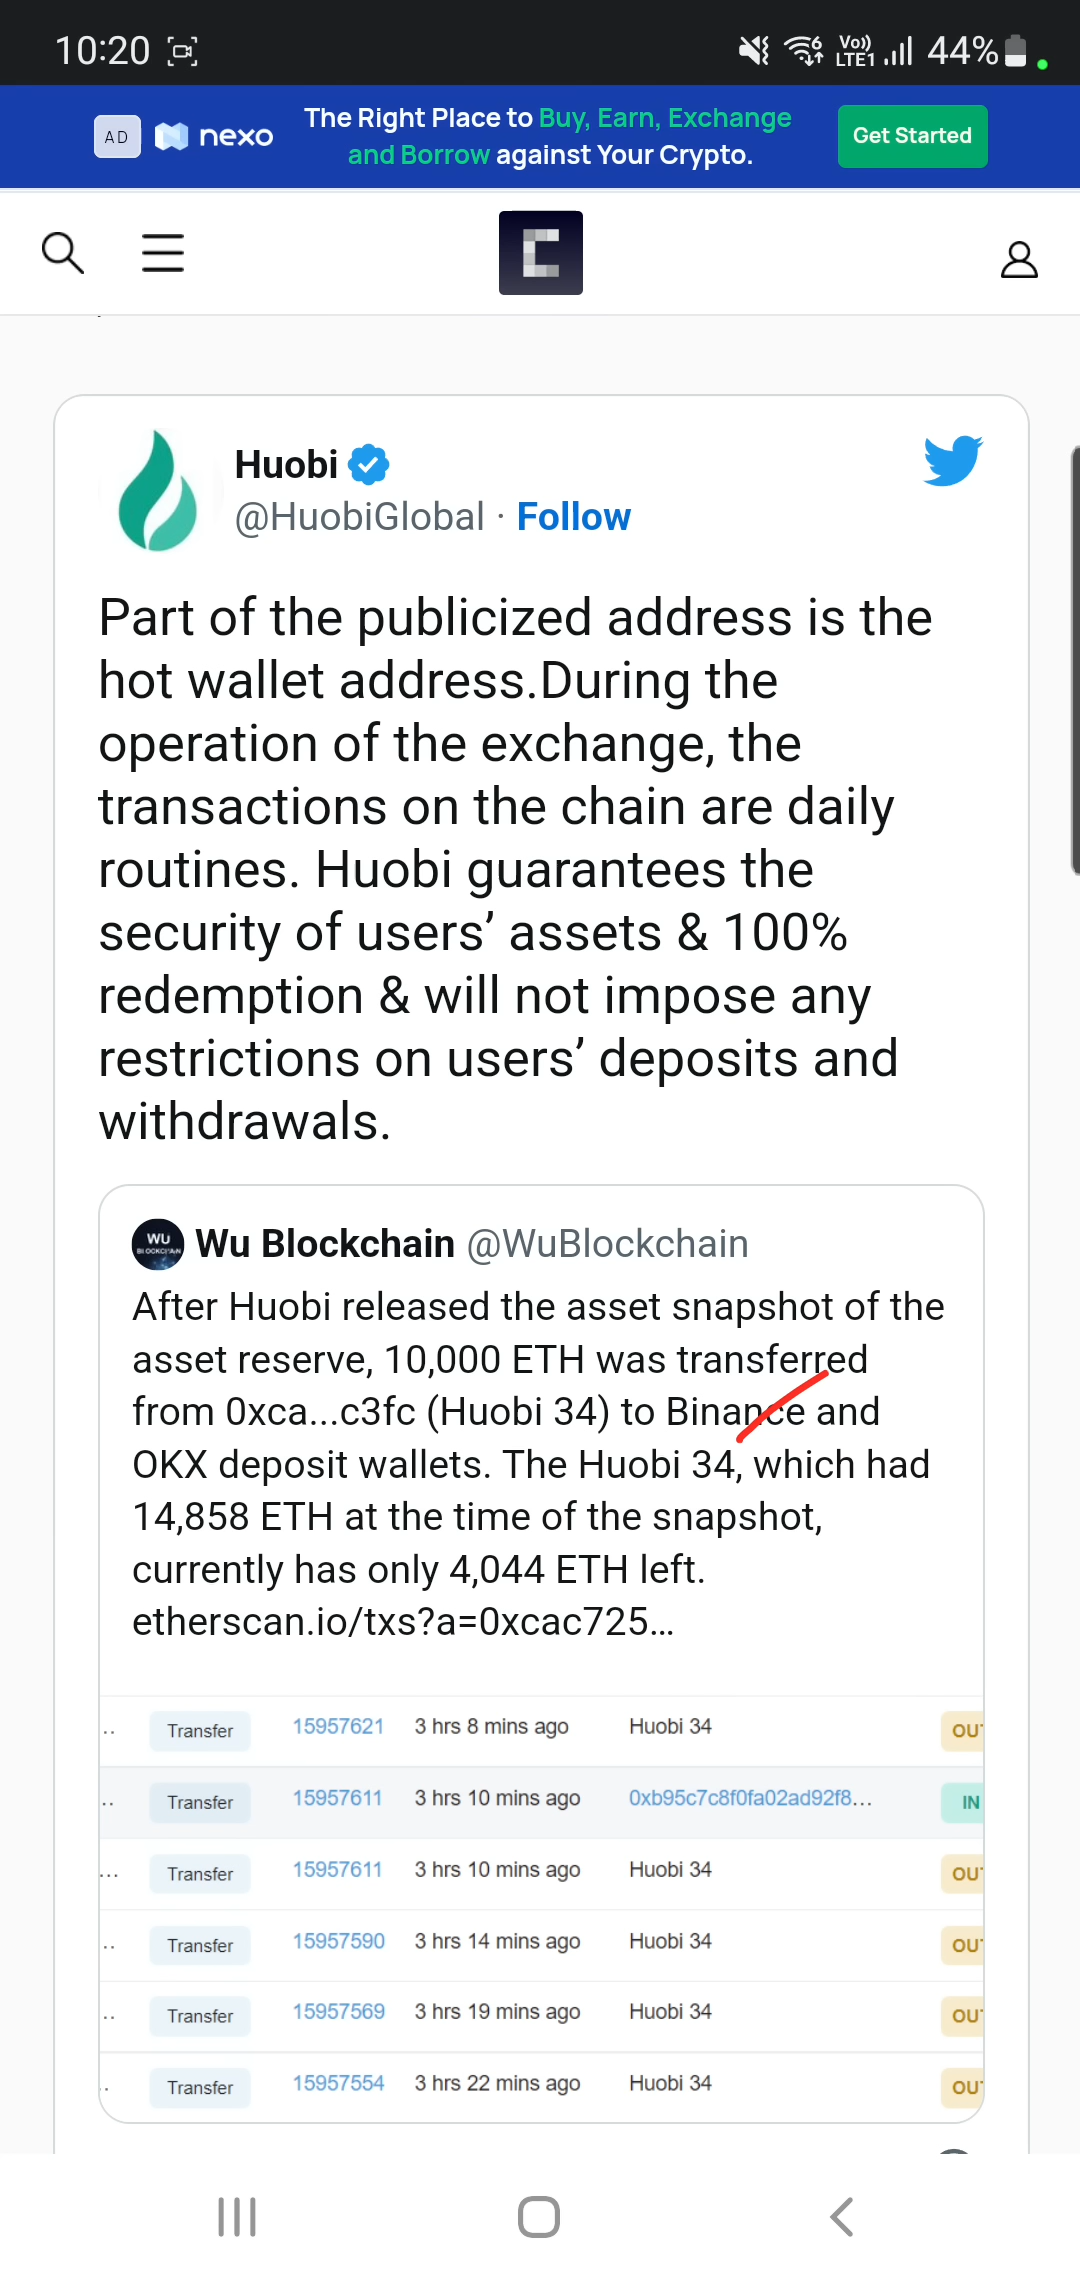 10:20
Vo))
LTE1
6
44%
AD
nexo
The Right Place to Buy, Earn, Exchange
and Borrow against Your Crypto.
Get Started
Huobi
@HuobiGlobal · Follow
Part of the publicized address is the
hot wallet address.During the
operation of the exchange, the
transactions on the chain are daily
routines. Huobi guarantees the
security of users’ assets & 100%
redemption & will not impose any
restrictions on users’ deposits and
withdrawals.
WU
Wu Blockchain @WuBlockchain
After Huobi released the asset snapshot of the
asset reserve, 10,000 ETH was transferred
from 0xca...c3fc (Huobi 34) to Binance and
OKX deposit wallets. The Huobi 34, which had
14,858 ETH at the time of the snapshot,
currently has only 4,044 ETH left.
etherscan.io/txs?a=0xcac725...
.. Transfer 15957621 3 hrs 8 mins ago Huobi 34 OU
.. Transfer 15957611 3 hrs 10 mins ago 0xb95c7c8f0fa02ad92f8... IN
... Transfer 15957611 3 hrs 10 mins ago Huobi 34 OU
.. Transfer 15957590 3 hrs 14 mins ago Huobi 34 OU
.. Transfer 15957569 3 hrs 19 mins ago Huobi 34 OU
.. Transfer 15957554 3 hrs 22 mins ago Huobi 34 OU